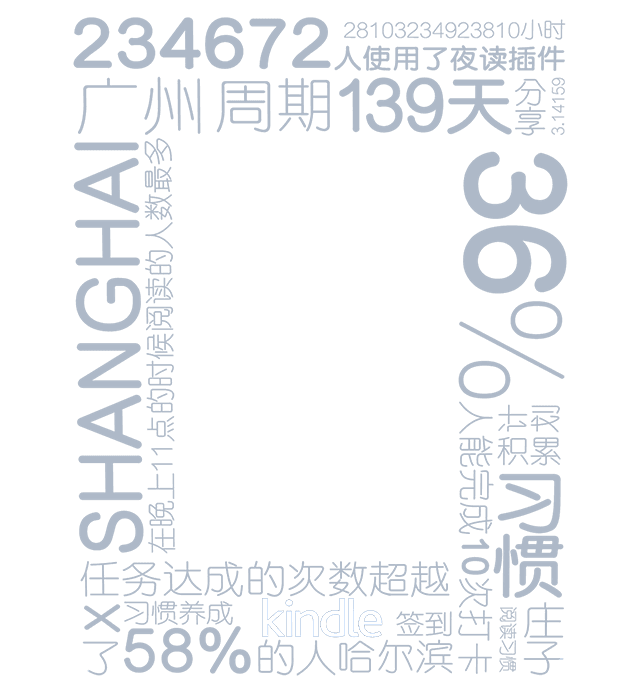 234672
28103234923810小时
人使用了夜读插件
广州 周期
139天
分享
3.14159
SHANGHAI
在晚上11点的时候阅读的人数最多
36%
人能完成10次打卡
积累
习惯
阅读习惯
庄子
任务达成的次数超越
X
习惯养成
kindle
签到
了58%的人哈尔滨